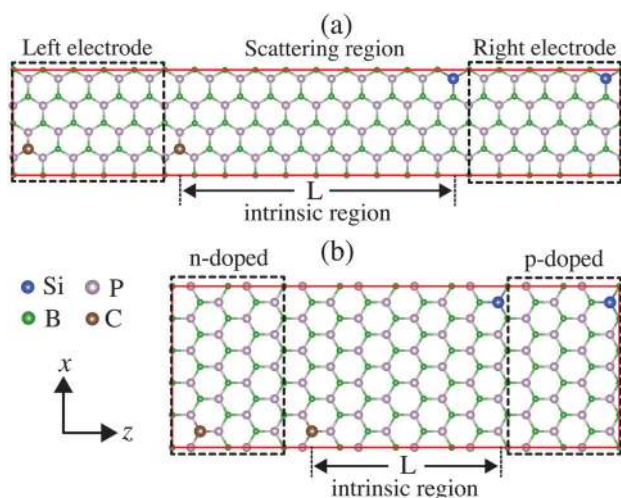 (a)
Left electrode Scattering region Right electrode
L
intrinsic region
(b)
n-doped p-doped
Si P
B C
x
z
L
intrinsic region